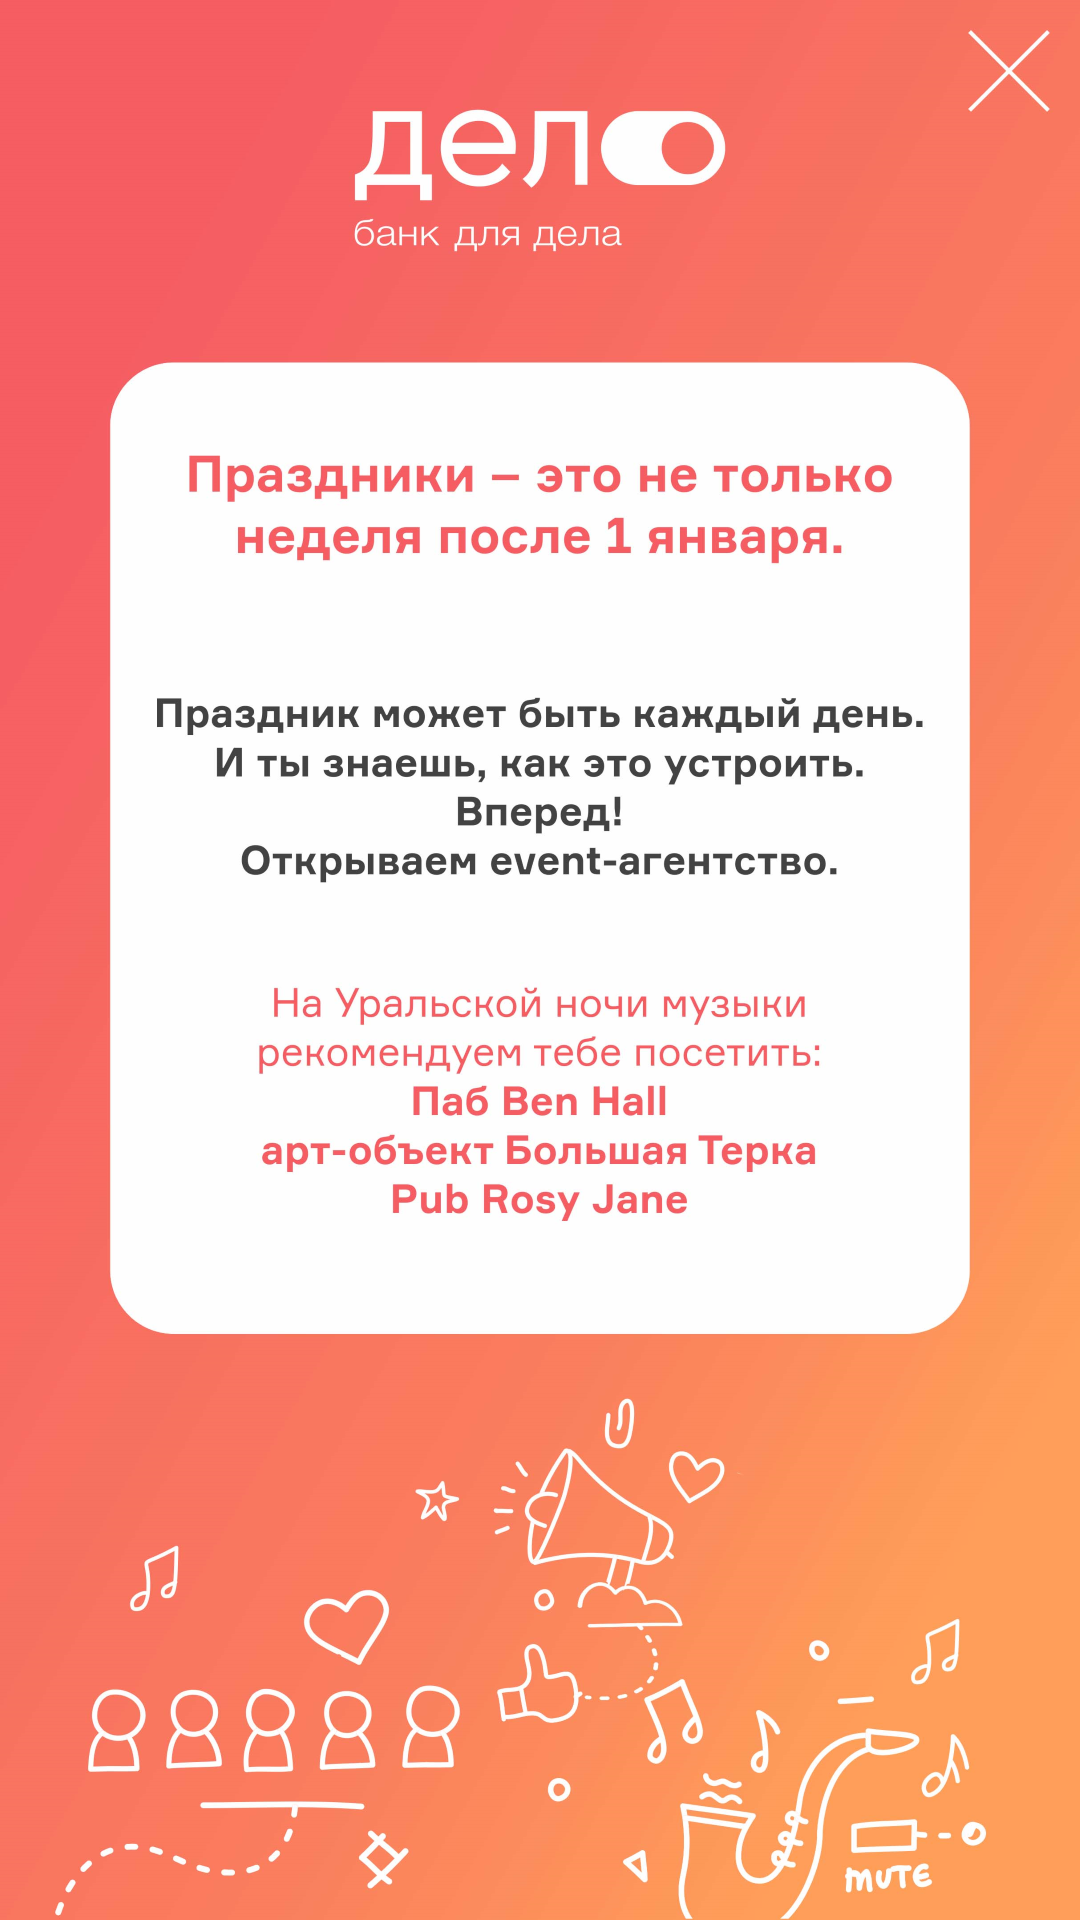 дело
банк для дела
Праздники – это не только
неделя после 1 января.
Праздник может быть каждый день.
И ты знаешь, как это устроить.
Вперед!
Открываем event-агентство.
На Уральской ночи музыки
рекомендуем тебе посетить:
Паб Ben Hall
арт-объект Большая Терка
Pub Rosy Jane
MUTE